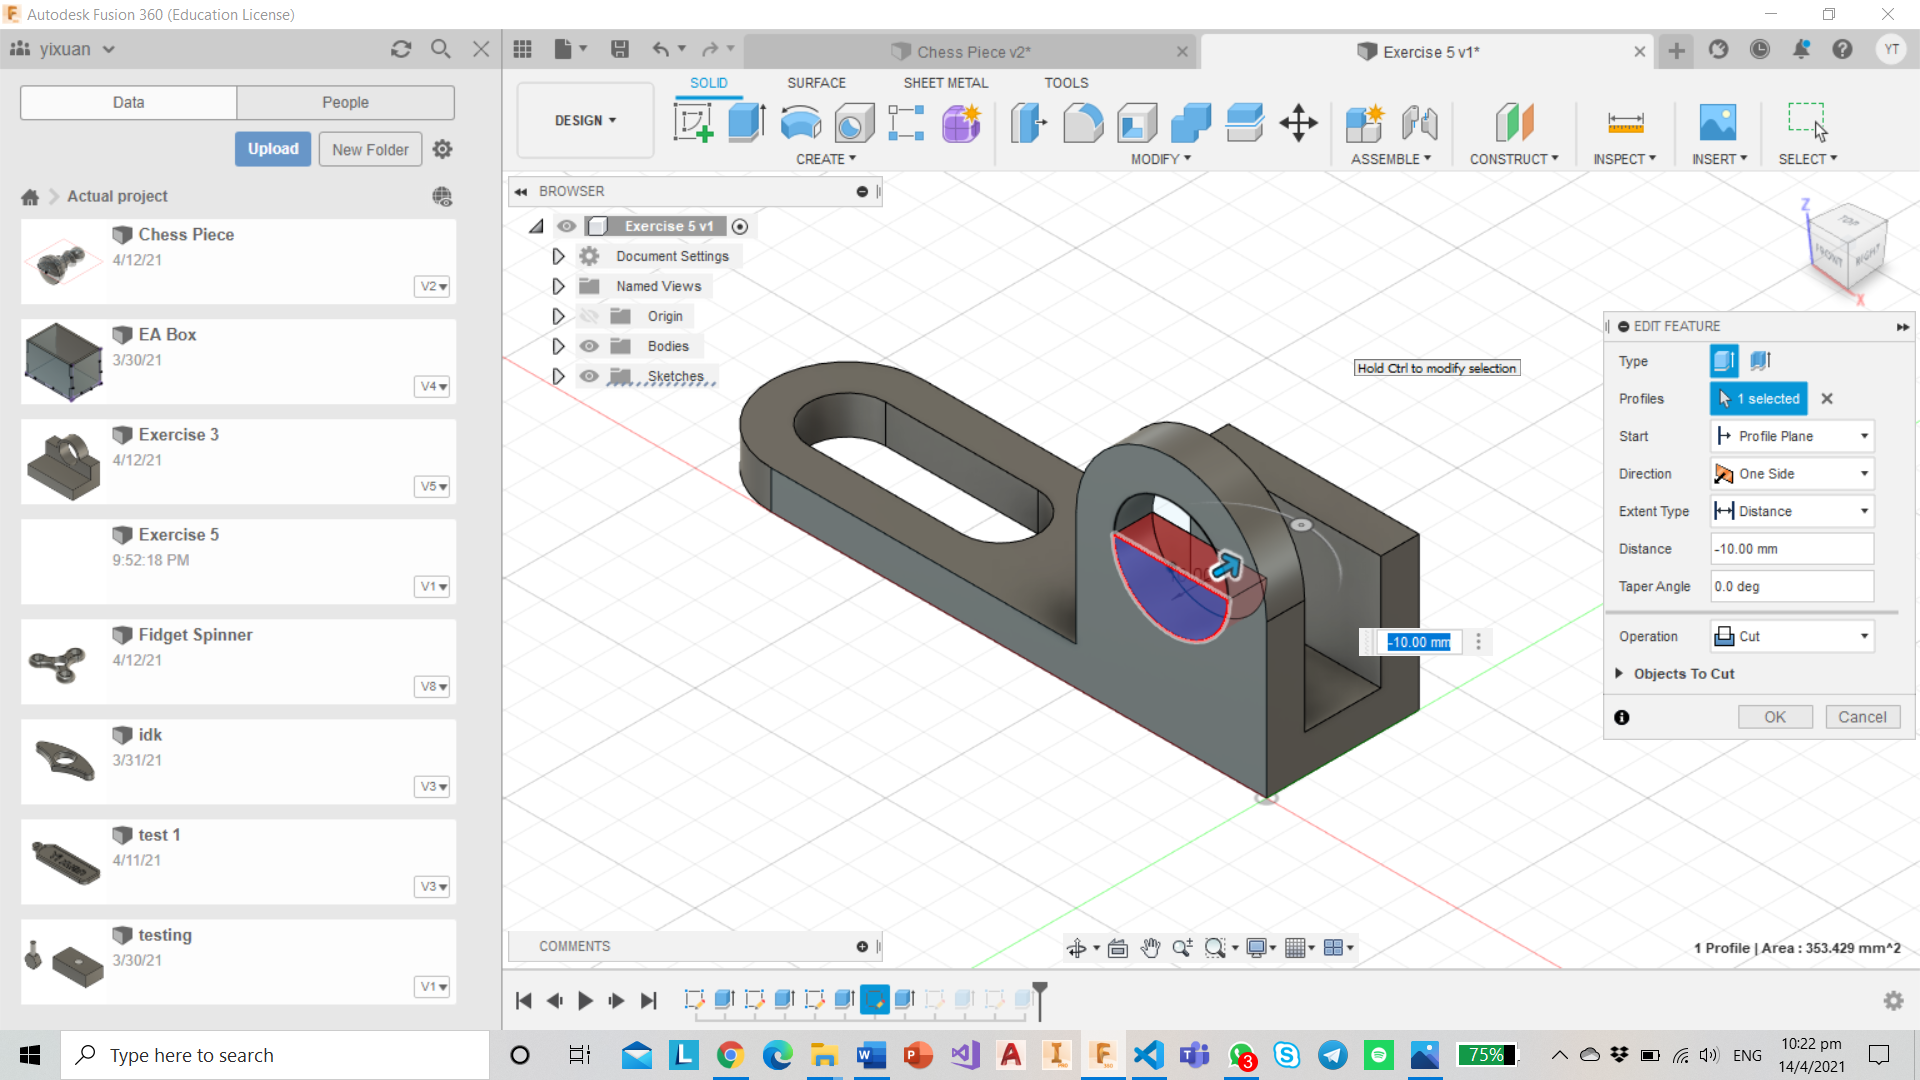 Autodesk Fusion 360 (Education License)
yixuan
Chess Piece v2*
Exercise 5 v1*
YT
Data
People
Upload
New Folder
DESIGN
SOLID
SURFACE
SHEET METAL
TOOLS
CREATE
MODIFY
ASSEMBLE
CONSTRUCT
INSPECT
INSERT
SELECT
Actual project
Chess Piece
4/12/21
V2
EA Box
3/30/21
V4
Exercise 3
4/12/21
V5
Exercise 5
9:52:18 PM
V1
Fidget Spinner
4/12/21
V8
idk
3/31/21
V3
test 1
4/11/21
V3
testing
3/30/21
V1
BROWSER
Exercise 5 v1
Document Settings
Named Views
Origin
Bodies
Sketches
Z
TOP
FRONT
RIGHT
X
Hold Ctrl to modify selection
-10.00 mm
EDIT FEATURE
Type
Profiles
1 selected
Start
Profile Plane
Direction
One Side
Extent Type
Distance
Distance
-10.00 mm
Taper Angle
0.0 deg
Operation
Cut
Objects To Cut
OK
Cancel
COMMENTS
1 Profile | Area : 353.429 mm^2
Type here to search
3
75%
ENG
10:22 pm
14/4/2021